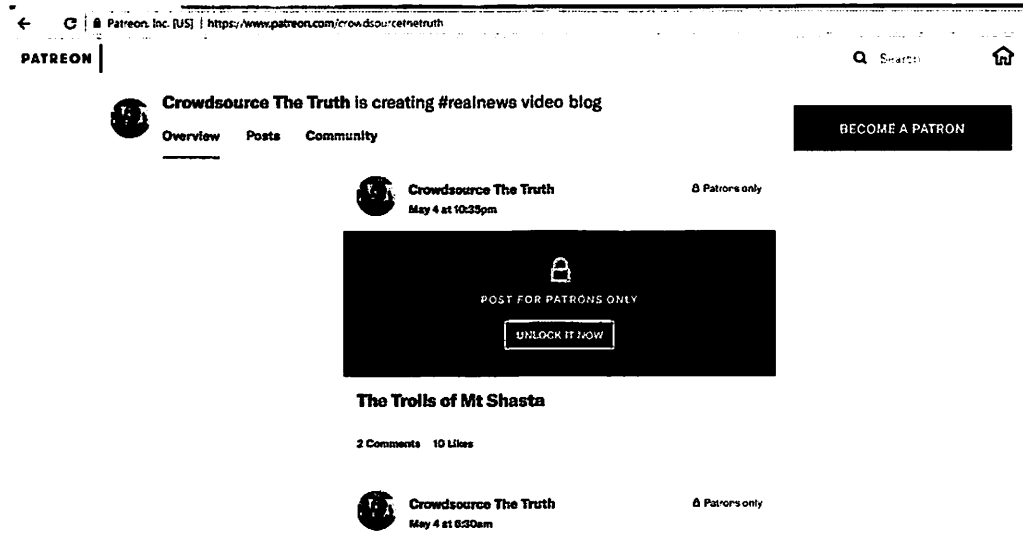 Patreon, Inc. [US] | https://www.patreon.com/crowdsourcethetruth
PATREON
Search
Crowdsource The Truth is creating #realnews video blog
BECOME A PATRON
Overview Posts Community
Crowdsource The Truth
Patrons only
May 4 at 10:35pm
POST FOR PATRONS ONLY
UNLOCK IT NOW
The Trolls of Mt Shasta
2 Comments 10 Likes
Crowdsource The Truth
Patrons only
May 4 at 6:30am